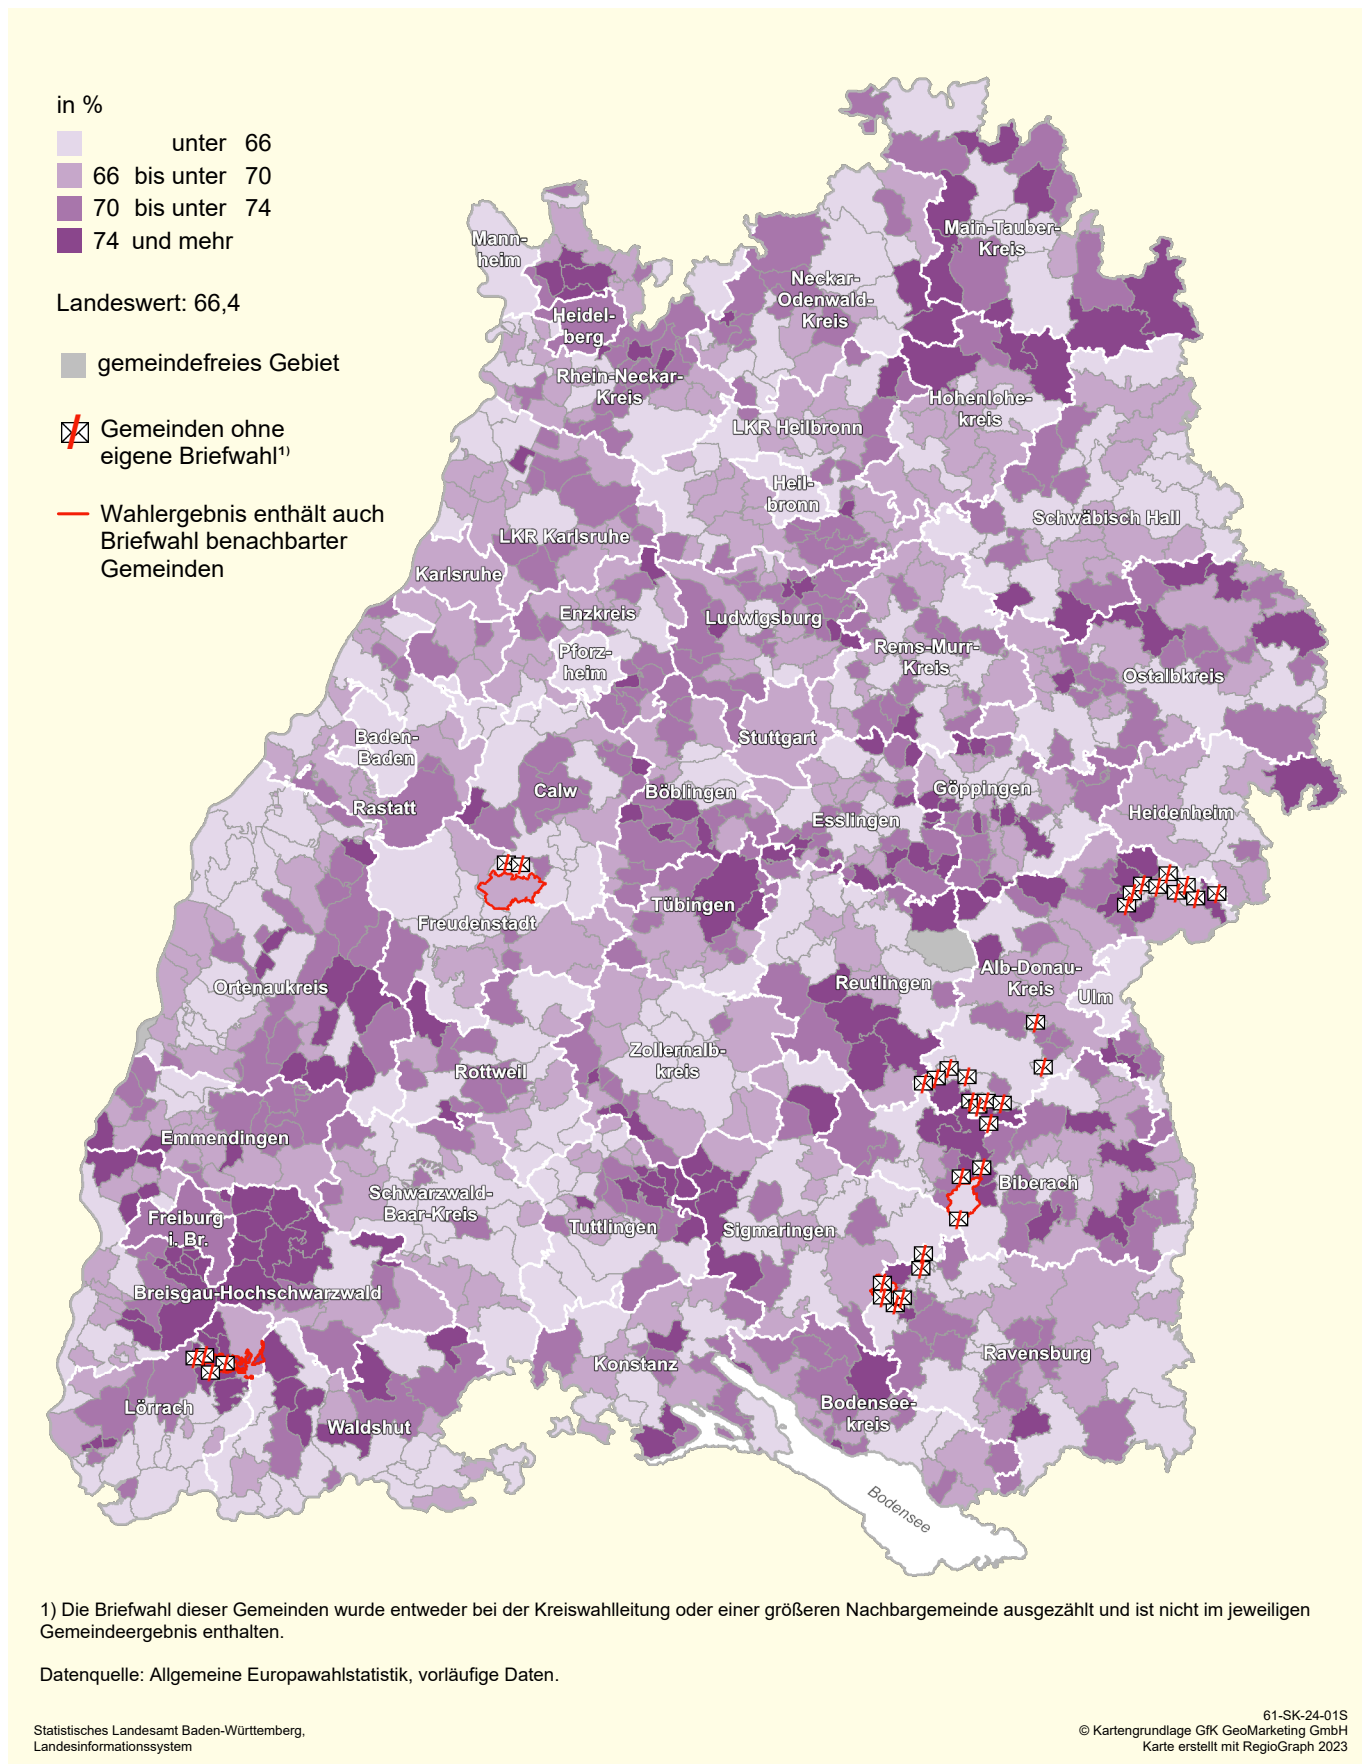 in %
unter 66
66 bis unter 70
70 bis unter 74
74 und mehr
Landeswert: 66,4
gemeindefreies Gebiet
Gemeinden ohne
eigene Briefwahl¹⁾
Wahlergebnis enthält auch
Briefwahl benachbarter
Gemeinden
Main-Tauber-
Kreis
Mann-
heim
Neckar-
Odenwald-
Kreis
Heidel-
berg
Rhein-Neckar-
Kreis
Hohenlohe-
kreis
LKR Heilbronn
Heil-
bronn
Schwäbisch Hall
LKR Karlsruhe
Karlsruhe
Enzkreis
Ludwigsburg
Pforz-
heim
Rems-Murr-
Kreis
Ostalbkreis
Baden-
Baden
Stuttgart
Rastatt
Calw
Böblingen
Göppingen
Esslingen
Heidenheim
Tübingen
Freudenstadt
Ortenaukreis
Reutlingen
Alb-Donau-
Kreis
Ulm
Zollernalb-
kreis
Rottweil
Emmendingen
Biberach
Schwarzwald-
Baar-Kreis
Freiburg
i. Br.
Tuttlingen
Sigmaringen
Breisgau-Hochschwarzwald
Konstanz
Ravensburg
Lörrach
Waldshut
Bodensee-
kreis
Bodensee
1) Die Briefwahl dieser Gemeinden wurde entweder bei der Kreiswahlleitung oder einer größeren Nachbargemeinde ausgezählt und ist nicht im jeweiligen
Gemeindeergebnis enthalten.
Datenquelle: Allgemeine Europawahlstatistik, vorläufige Daten.
Statistisches Landesamt Baden-Württemberg,
Landesinformationssystem
61-SK-24-01S
© Kartengrundlage GfK GeoMarketing GmbH
Karte erstellt mit RegioGraph 2023